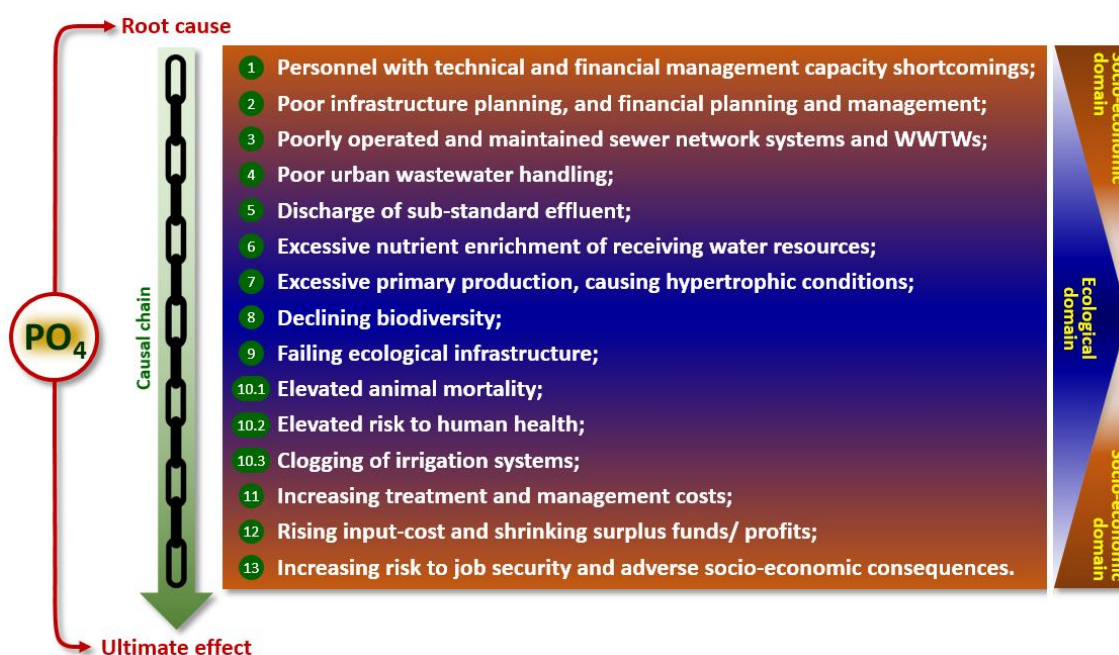 Root cause
PO4
Causal chain
1 Personnel with technical and financial management capacity shortcomings;
2 Poor infrastructure planning, and financial planning and management;
3 Poorly operated and maintained sewer network systems and WWTWs;
4 Poor urban wastewater handling;
5 Discharge of sub-standard effluent;
6 Excessive nutrient enrichment of receiving water resources;
7 Excessive primary production, causing hypertrophic conditions;
8 Declining biodiversity;
9 Failing ecological infrastructure;
10.1 Elevated animal mortality;
10.2 Elevated risk to human health;
10.3 Clogging of irrigation systems;
11 Increasing treatment and management costs;
12 Rising input-cost and shrinking surplus funds/ profits;
13 Increasing risk to job security and adverse socio-economic consequences.
Ultimate effect
Socio-economic
domain
Ecological
domain
Socio-economic
domain